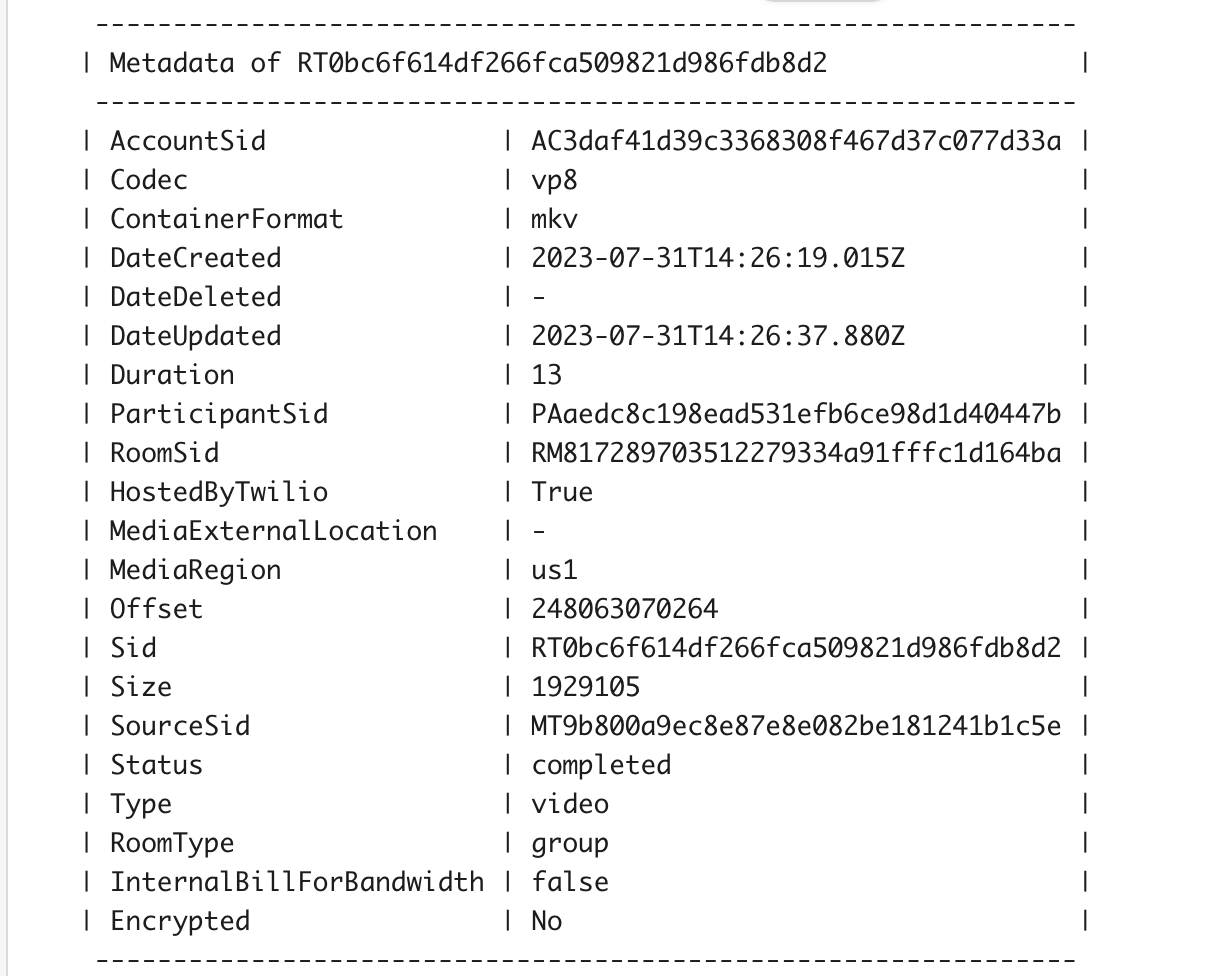 ---------------------------------------------------------------
| Metadata of RT0bc6f614df266fca509821d986fdb8d2                |
---------------------------------------------------------------
| AccountSid              | AC3daf41d39c3368308f467d37c077d33a |
| Codec                   | vp8                                |
| ContainerFormat         | mkv                                |
| DateCreated             | 2023-07-31T14:26:19.015Z           |
| DateDeleted             | -                                  |
| DateUpdated             | 2023-07-31T14:26:37.880Z           |
| Duration                | 13                                 |
| ParticipantSid          | PAaedc8c198ead531efb6ce98d1d40447b |
| RoomSid                 | RM817289703512279334a91fffc1d164ba |
| HostedByTwilio          | True                               |
| MediaExternalLocation   | -                                  |
| MediaRegion             | us1                                |
| Offset                  | 248063070264                       |
| Sid                     | RT0bc6f614df266fca509821d986fdb8d2 |
| Size                    | 1929105                            |
| SourceSid               | MT9b800a9ec8e87e8e082be181241b1c5e |
| Status                  | completed                          |
| Type                    | video                              |
| RoomType                | group                              |
| InternalBillForBandwidth | false                              |
| Encrypted               | No                                 |
---------------------------------------------------------------